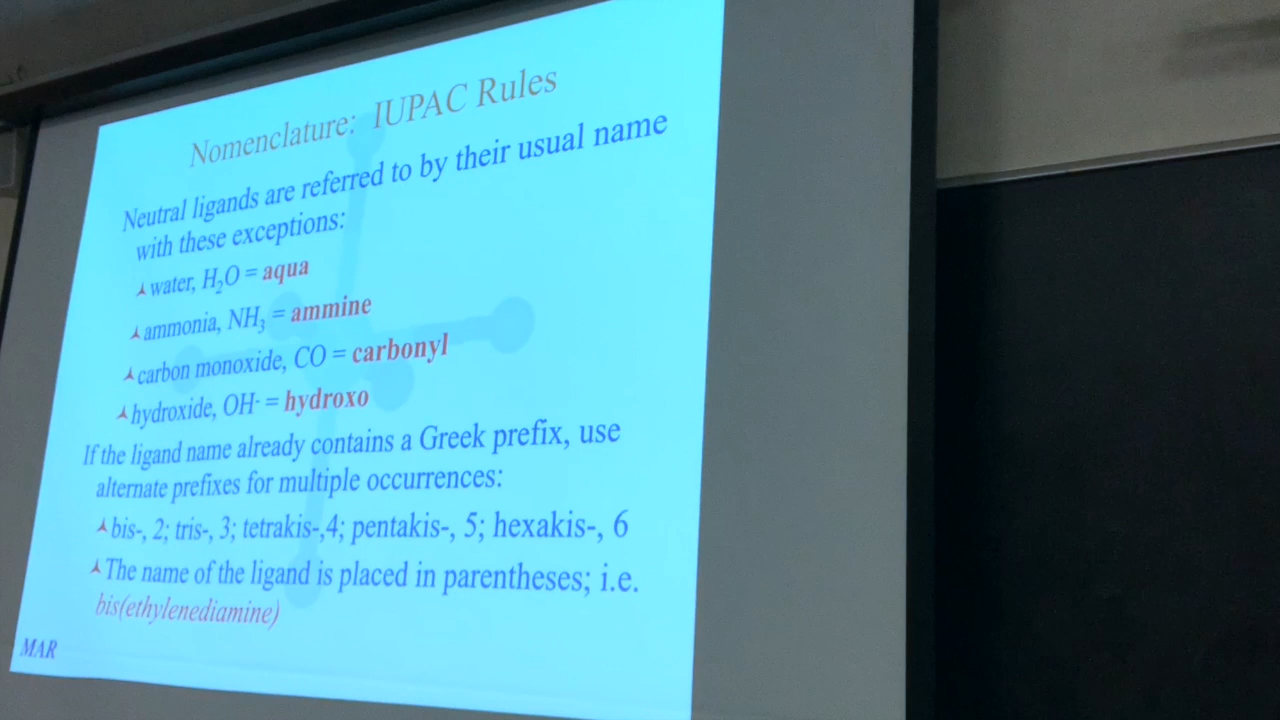 Nomenclature: IUPAC Rules
Neutral ligands are referred to by their usual name
with these exceptions:
water, H₂O = aqua
ammonia, NH₃ = ammine
carbon monoxide, CO = carbonyl
hydroxide, OH⁻ = hydroxo
If the ligand name already contains a Greek prefix, use
alternate prefixes for multiple occurrences:
bis-, 2; tris-, 3; tetrakis-,4; pentakis-, 5; hexakis-, 6
The name of the ligand is placed in parentheses; i.e.
bis(ethylenediamine)
MAR